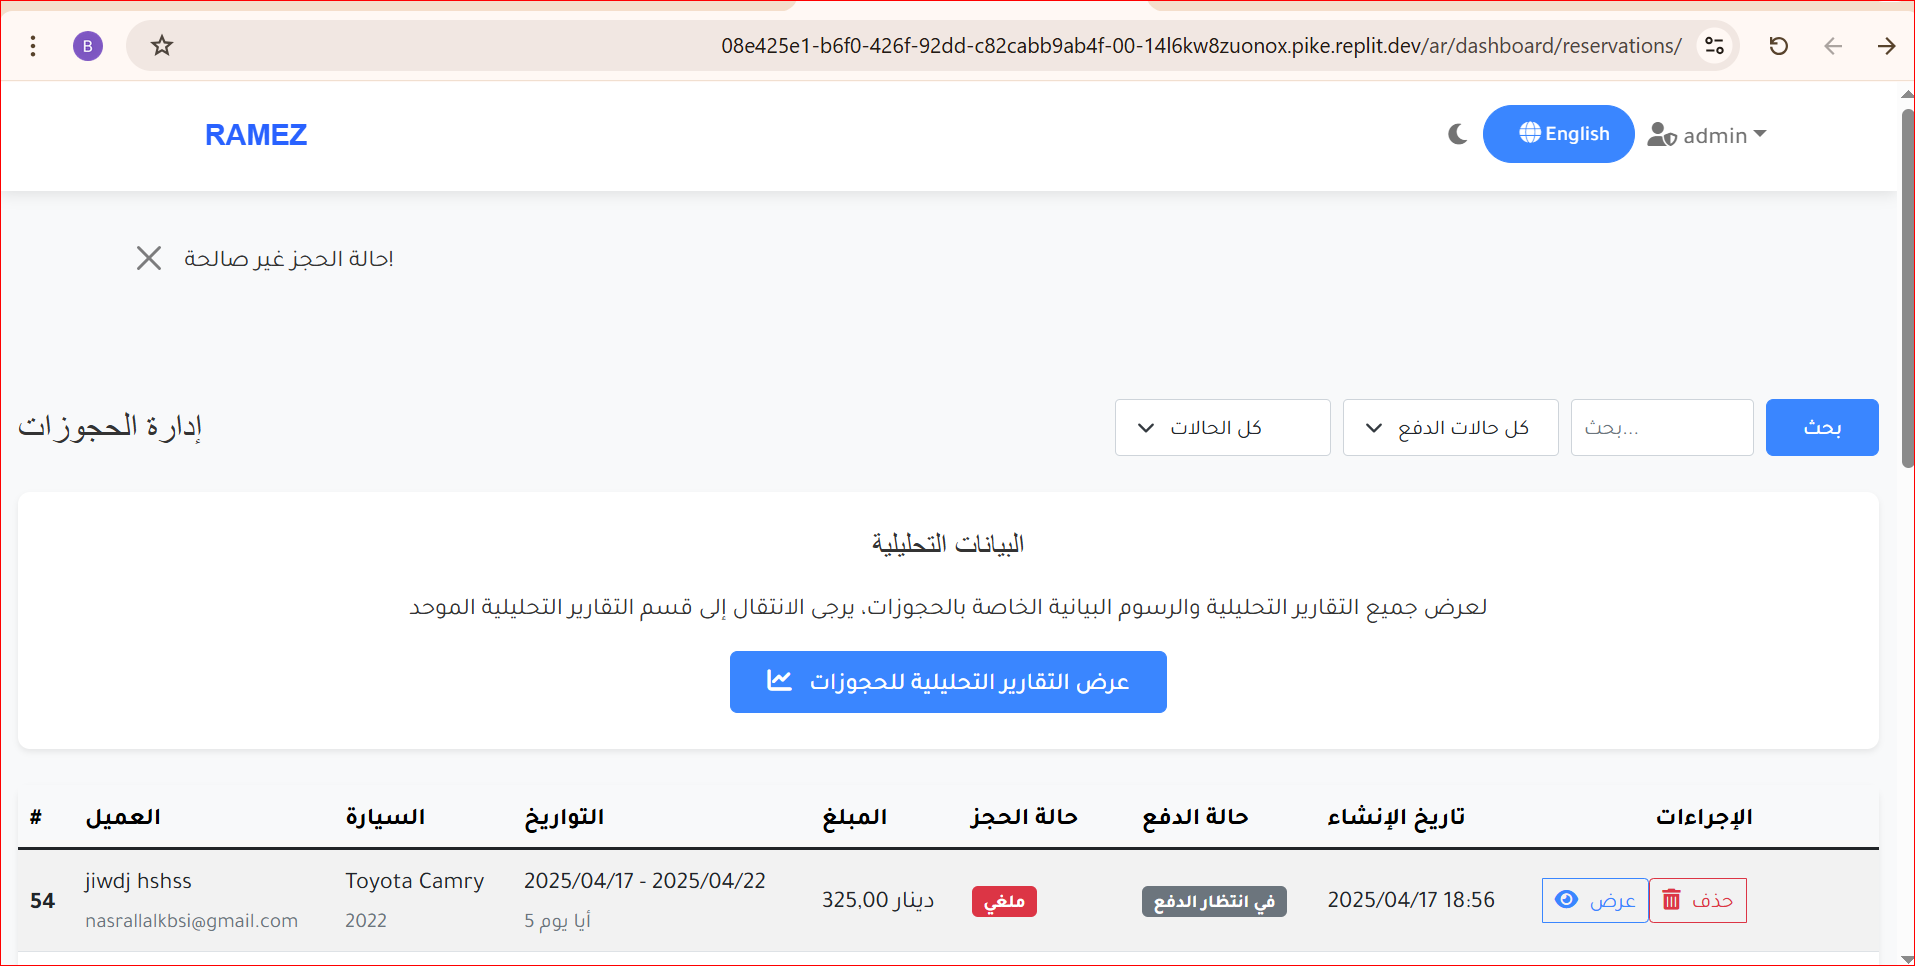 B
08e425e1-b6f0-426f-92dd-c82cabb9ab4f-00-14l6kw8zuonox.pike.replit.dev/ar/dashboard/reservations/
RAMEZ
English
admin
حالة الحجز غير صالحة!
إدارة الحجوزات
كل الحالات
كل حالات الدفع
بحث...
بحث
البيانات التحليلية
لعرض جميع التقارير التحليلية والرسوم البيانية الخاصة بالحجوزات، يرجى الانتقال إلى قسم التقارير التحليلية الموحد
عرض التقارير التحليلية للحجوزات
# العميل السيارة التواريخ المبلغ حالة الحجز حالة الدفع تاريخ الإنشاء الإجراءات
54 jiwdj hshss Toyota Camry 2025/04/17 - 2025/04/22 325,00 دينار ملغي في انتظار الدفع 2025/04/17 18:56 عرض حذف
nasrallalkbsi@gmail.com 2022 5 أيا يوم